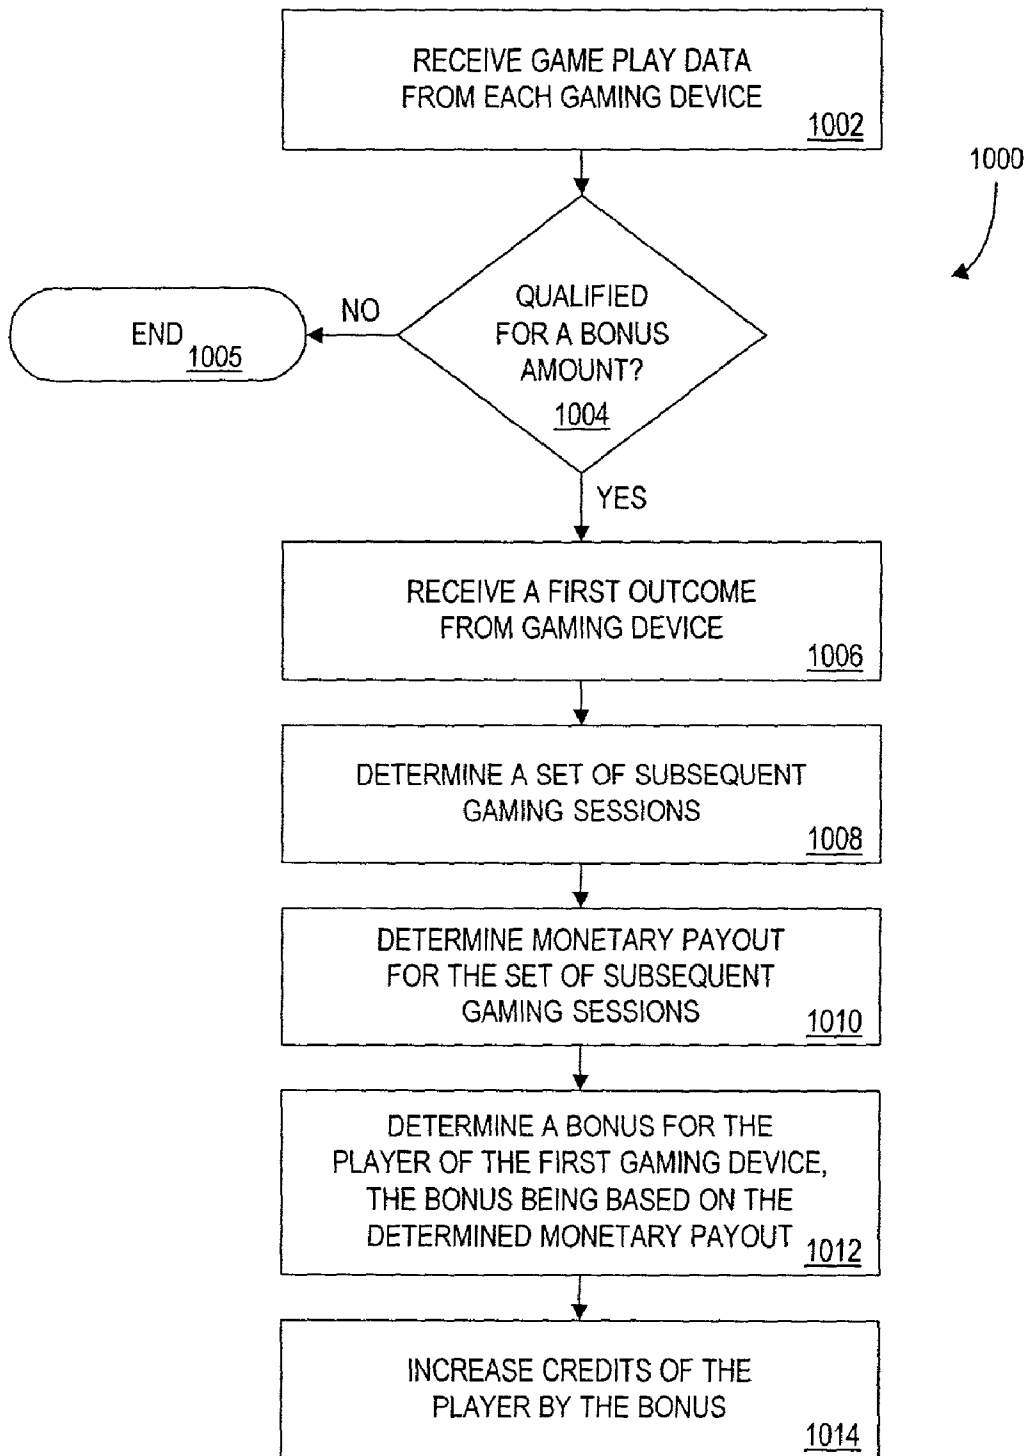 RECEIVE GAME PLAY DATA
FROM EACH GAMING DEVICE
1002
1000
QUALIFIED
FOR A BONUS
AMOUNT?
1004
NO
END
1005
YES
RECEIVE A FIRST OUTCOME
FROM GAMING DEVICE
1006
DETERMINE A SET OF SUBSEQUENT
GAMING SESSIONS
1008
DETERMINE MONETARY PAYOUT
FOR THE SET OF SUBSEQUENT
GAMING SESSIONS
1010
DETERMINE A BONUS FOR THE
PLAYER OF THE FIRST GAMING DEVICE,
THE BONUS BEING BASED ON THE
DETERMINED MONETARY PAYOUT
1012
INCREASE CREDITS OF THE
PLAYER BY THE BONUS
1014